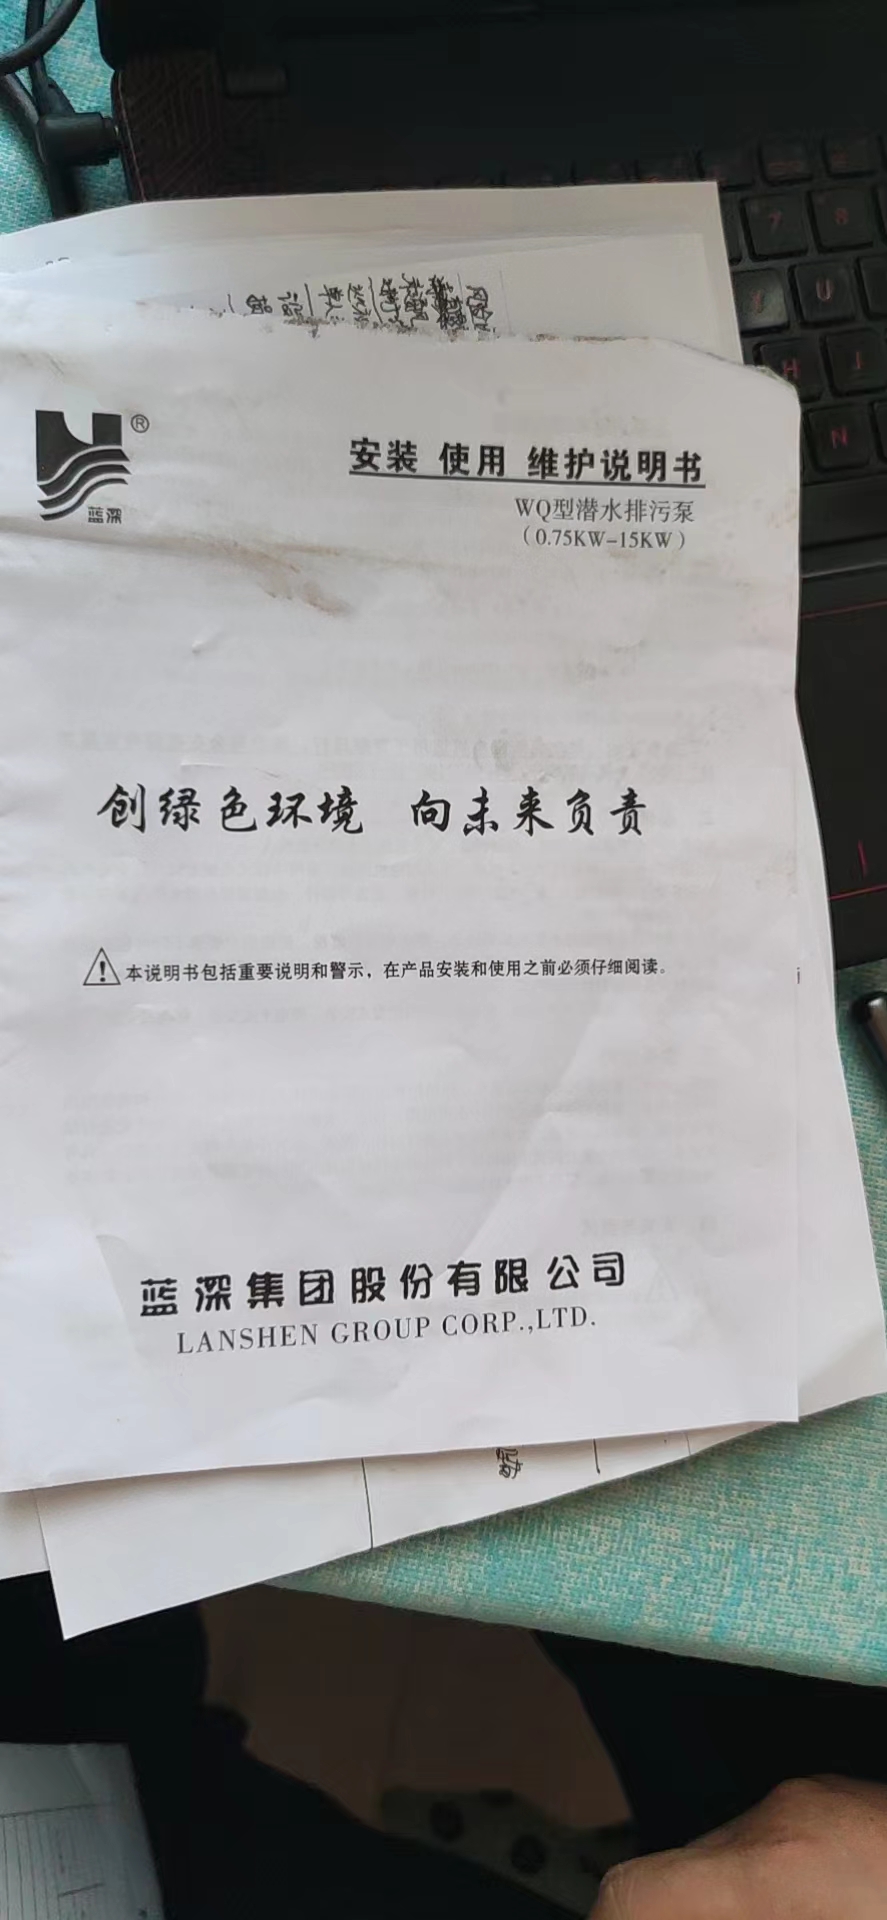 ®
蓝深
安装 使用 维护说明书
WQ型潜水排污泵
（0.75KW-15KW）
创绿色环境 向未来负责
本说明书包括重要说明和警示，在产品安装和使用之前必须仔细阅读。
蓝深集团股份有限公司
LANSHEN GROUP CORP.,LTD.
7 8
U
H J
N